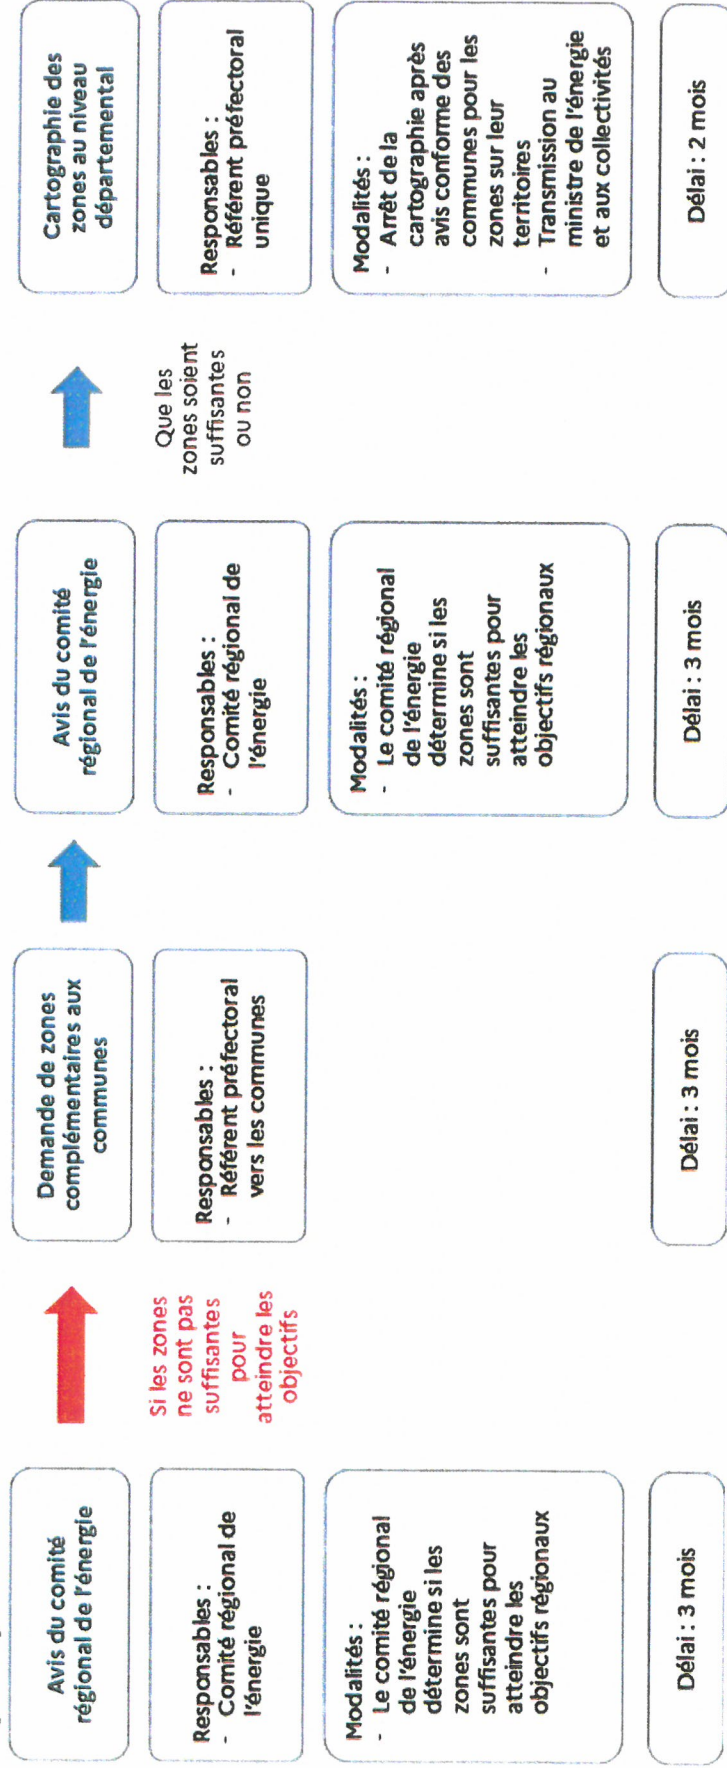 Avis du comité
régional de l'énergie
Responsables :
- Comité régional de
l'énergie
Modalités :
- Le comité régional
de l'énergie
détermine si les
zones sont
suffisantes pour
atteindre les
objectifs régionaux
Délai : 3 mois
Si les zones
ne sont pas
suffisantes
pour
atteindre les
objectifs
Demande de zones
complémentaires aux
communes
Responsables :
- Référent préfectoral
vers les communes
Délai : 3 mois
Avis du comité
régional de l'énergie
Responsables :
- Comité régional de
l'énergie
Modalités :
- Le comité régional
de l'énergie
détermine si les
zones sont
suffisantes pour
atteindre les
objectifs régionaux
Délai : 3 mois
Que les
zones soient
suffisantes
ou non
Cartographie des
zones au niveau
départemental
Responsables :
- Référent préfectoral
unique
Modalités :
- Arrêt de la
cartographie après
avis conforme des
communes pour les
zones sur leur
territoires
- Transmission au
ministre de l'énergie
et aux collectivités
Délai : 2 mois